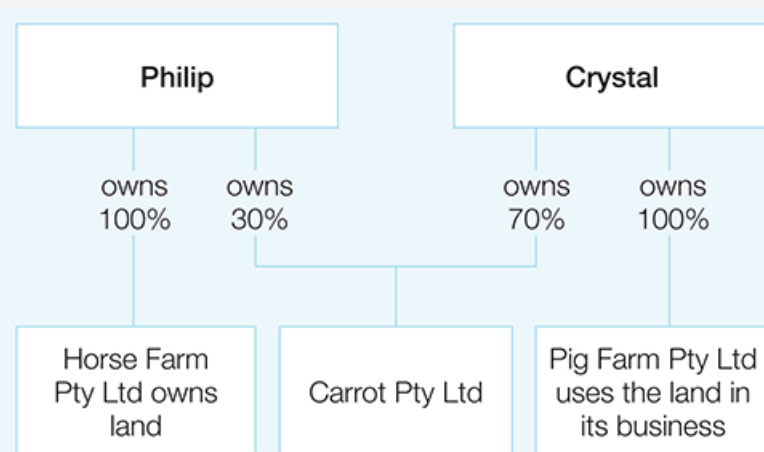 Philip
Crystal
owns
100%
owns
30%
owns
70%
owns
100%
Horse Farm
Pty Ltd owns
land
Carrot Pty Ltd
Pig Farm Pty Ltd
uses the land in
its business